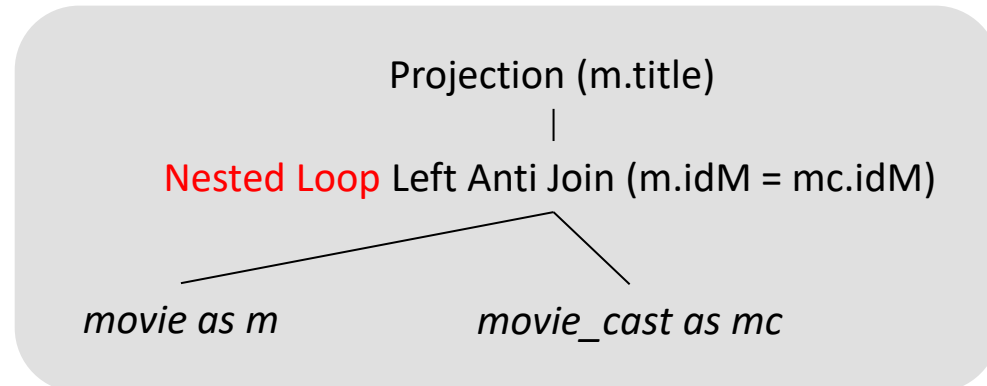 Projection (m.title)
Nested Loop Left Anti Join (m.idM = mc.idM)
movie as m
movie_cast as mc